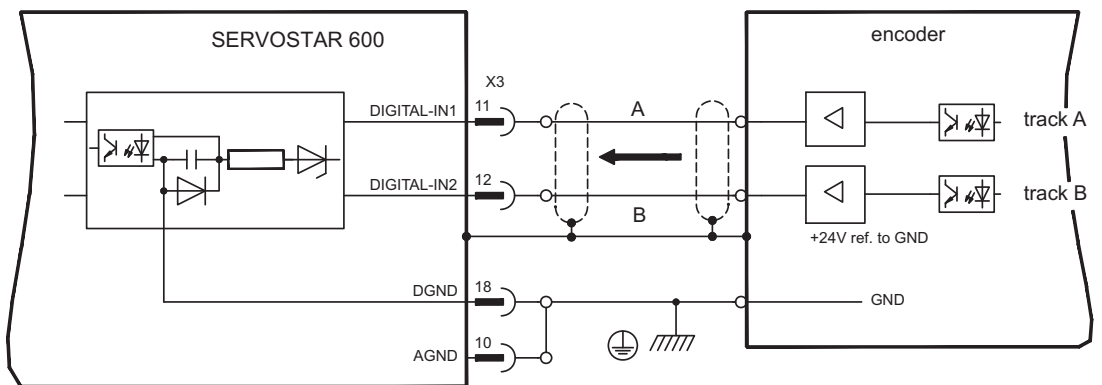 SERVOSTAR 600
encoder
X3
DIGITAL-IN1
11
A
track A
DIGITAL-IN2
12
B
track B
+24V ref. to GND
DGND
18
GND
AGND
10